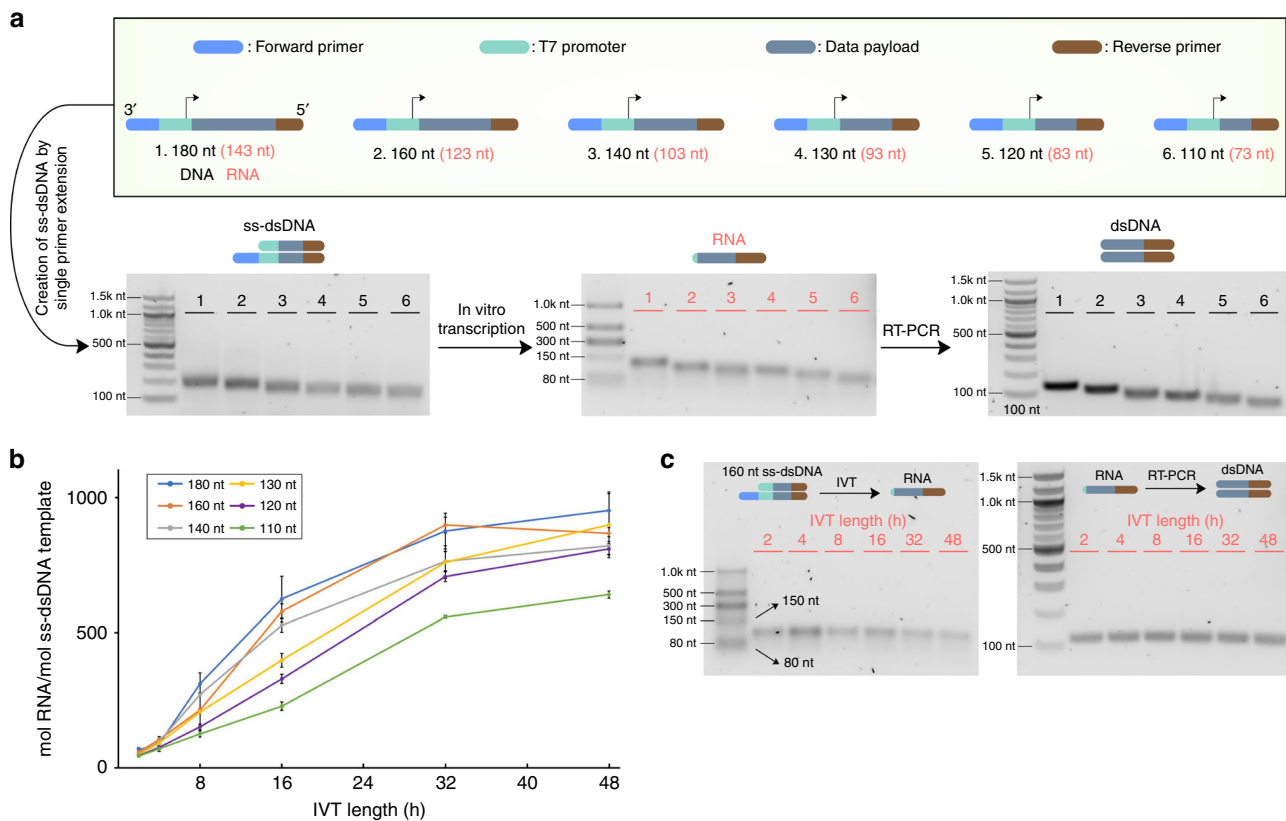 a
: Forward primer
: T7 promoter
: Data payload
: Reverse primer
3′
5′
1. 180 nt (143 nt)
DNA RNA
2. 160 nt (123 nt)
3. 140 nt (103 nt)
4. 130 nt (93 nt)
5. 120 nt (83 nt)
6. 110 nt (73 nt)
Creation of ss-dsDNA by
single primer extension
ss-dsDNA
1.5k nt
1.0k nt
500 nt
100 nt
1 2 3 4 5 6
In vitro
transcription
RNA
1.0k nt
500 nt
300 nt
150 nt
80 nt
1 2 3 4 5 6
RT-PCR
dsDNA
1.5k nt
1.0k nt
500 nt
100 nt
100 nt
1 2 3 4 5 6
b
mol RNA/mol ss-dsDNA template
1000
500
0
180 nt
160 nt
140 nt
130 nt
120 nt
110 nt
8 16 24 32 40 48
IVT length (h)
c
160 nt ss-dsDNA
IVT
RNA
IVT length (h)
2 4 8 16 32 48
1.0k nt
500 nt
300 nt
150 nt
80 nt
150 nt
80 nt
RNA
RT-PCR
dsDNA
IVT length (h)
2 4 8 16 32 48
1.5k nt
1.0k nt
500 nt
100 nt